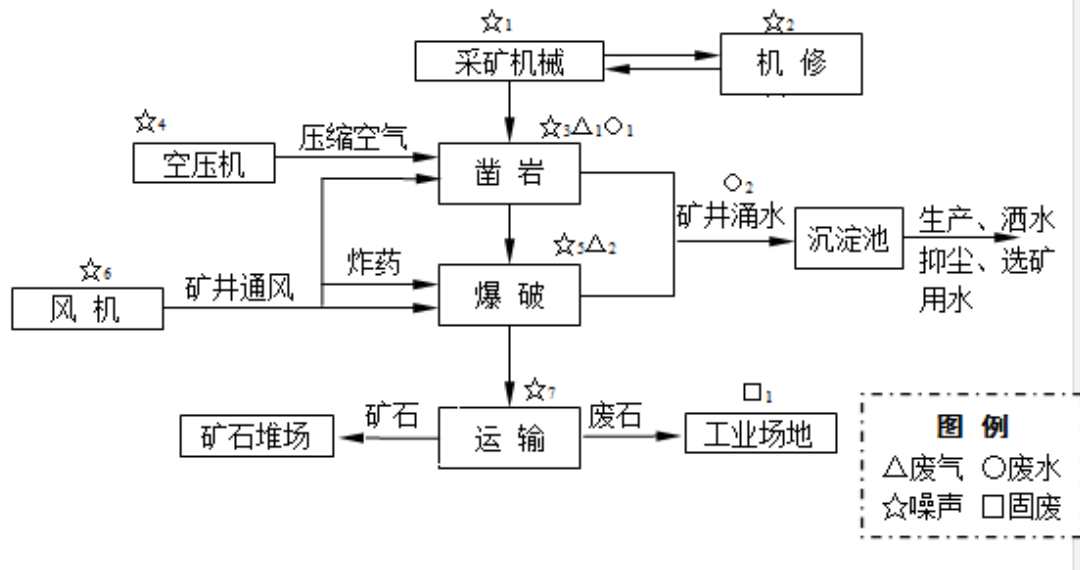 ☆1
☆2
采矿机械
机 修
☆4
压缩空气
☆3△1○1
空压机
凿 岩
○2
矿井涌水
沉淀池
生产、洒水
抑尘、选矿
用水
☆5△2
炸药
☆6
矿井通风
爆 破
风 机
☆7
□1
矿石
废石
矿石堆场
运 输
工业场地
图 例
△废气 ○废水
☆噪声 □固废